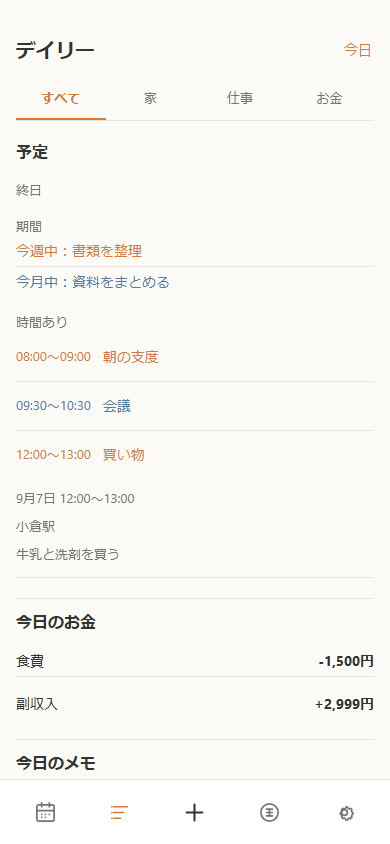 デイリー
今日
すべて 家 仕事 お金
予定
終日
期間
今週中：書類を整理
今月中：資料をまとめる
時間あり
08:00〜09:00 朝の支度
09:30〜10:30 会議
12:00〜13:00 買い物
9月7日 12:00〜13:00
小倉駅
牛乳と洗剤を買う
今日のお金
食費 -1,500円
副収入 +2,999円
今日のメモ